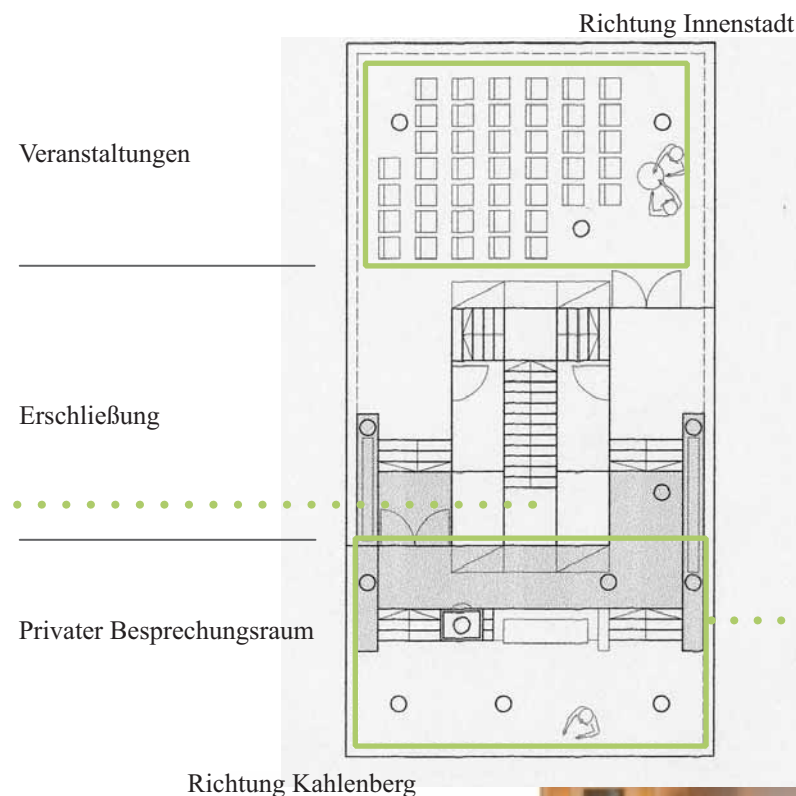 Richtung Innenstadt
Veranstaltungen
Erschließung
Privater Besprechungsraum
Richtung Kahlenberg